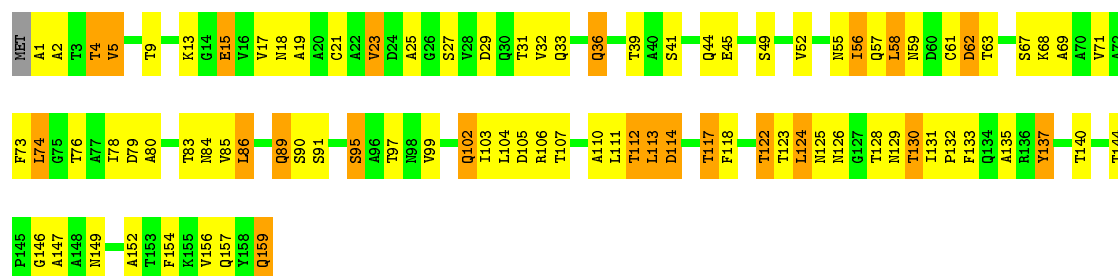 MET A1 A2 T3 T4 V5 T9 K13 G14 E15 V16 V17 N18 A19 A20 C21 A22 V23 D24 A25 G26 S27 V28 D29 Q30 T31 V32 Q33 Q36 T39 A40 S41 Q44 E45 S49 V52 N55 I56 Q57 L58 N59 D60 C61 D62 T63 S67 K68 A69 A70 V71 A72
F73 L74 G75 T76 A77 I78 D79 A80 T83 N84 V85 L86 Q89 S90 S91 S95 A96 T97 N98 V99 Q102 I103 L104 D105 R106 T107 A110 L111 T112 L113 D114 T117 F118 T122 T123 L124 N125 N126 G127 T128 N129 T130 I131 P132 F133 Q134 A135 R136 Y137 T140 T144
P145 G146 A147 A148 N149 A152 T153 F154 K155 V156 Q157 Y158 Q159